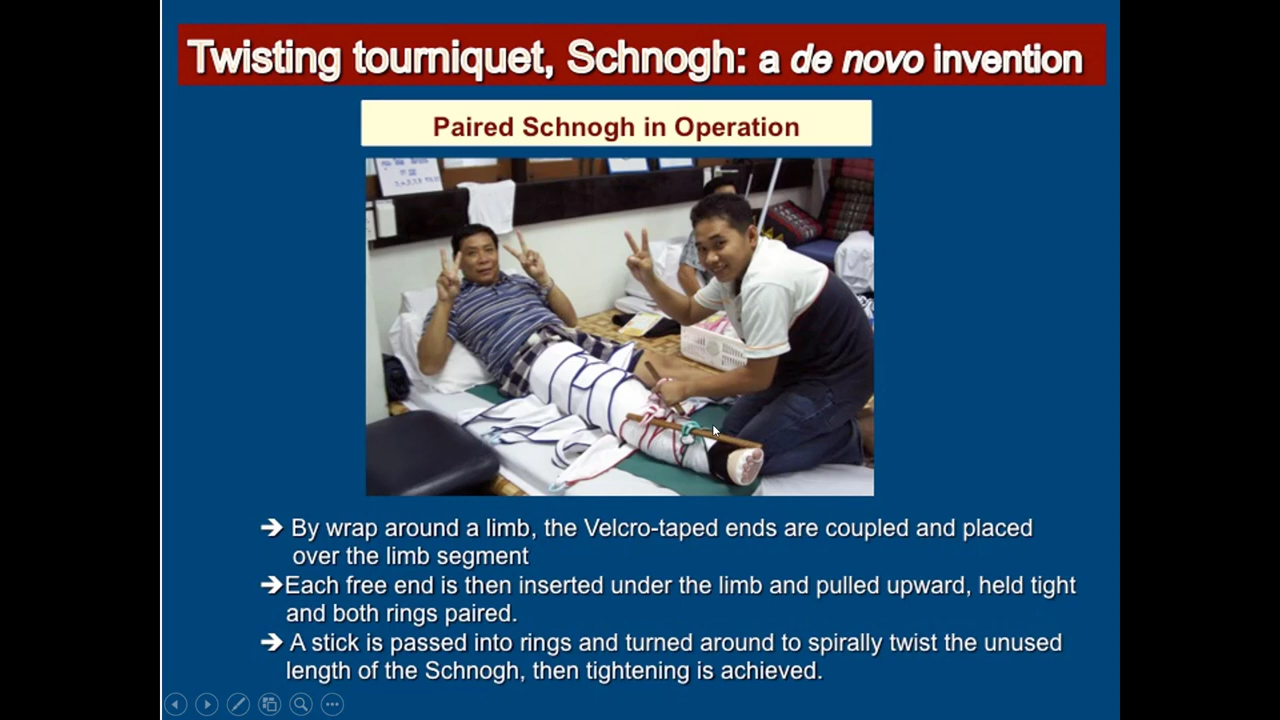 Twisting tourniquet, Schnogh: a de novo invention
Paired Schnogh in Operation
➔ By wrap around a limb, the Velcro-taped ends are coupled and placed
over the limb segment
➔Each free end is then inserted under the limb and pulled upward, held tight
and both rings paired.
➔ A stick is passed into rings and turned around to spirally twist the unused
length of the Schnogh, then tightening is achieved.